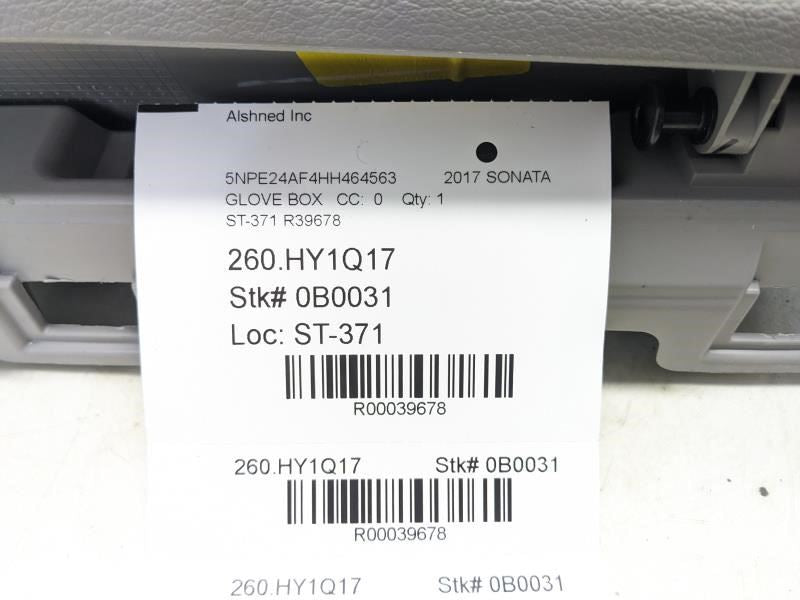 Alshned Inc
5NPE24AF4HH464563 2017 SONATA
GLOVE BOX CC: 0 Qty: 1
ST-371 R39678
260.HY1Q17
Stk# 0B0031
Loc: ST-371
R00039678
260.HY1Q17 Stk# 0B0031
R00039678
260.HY1Q17 Stk# 0B0031